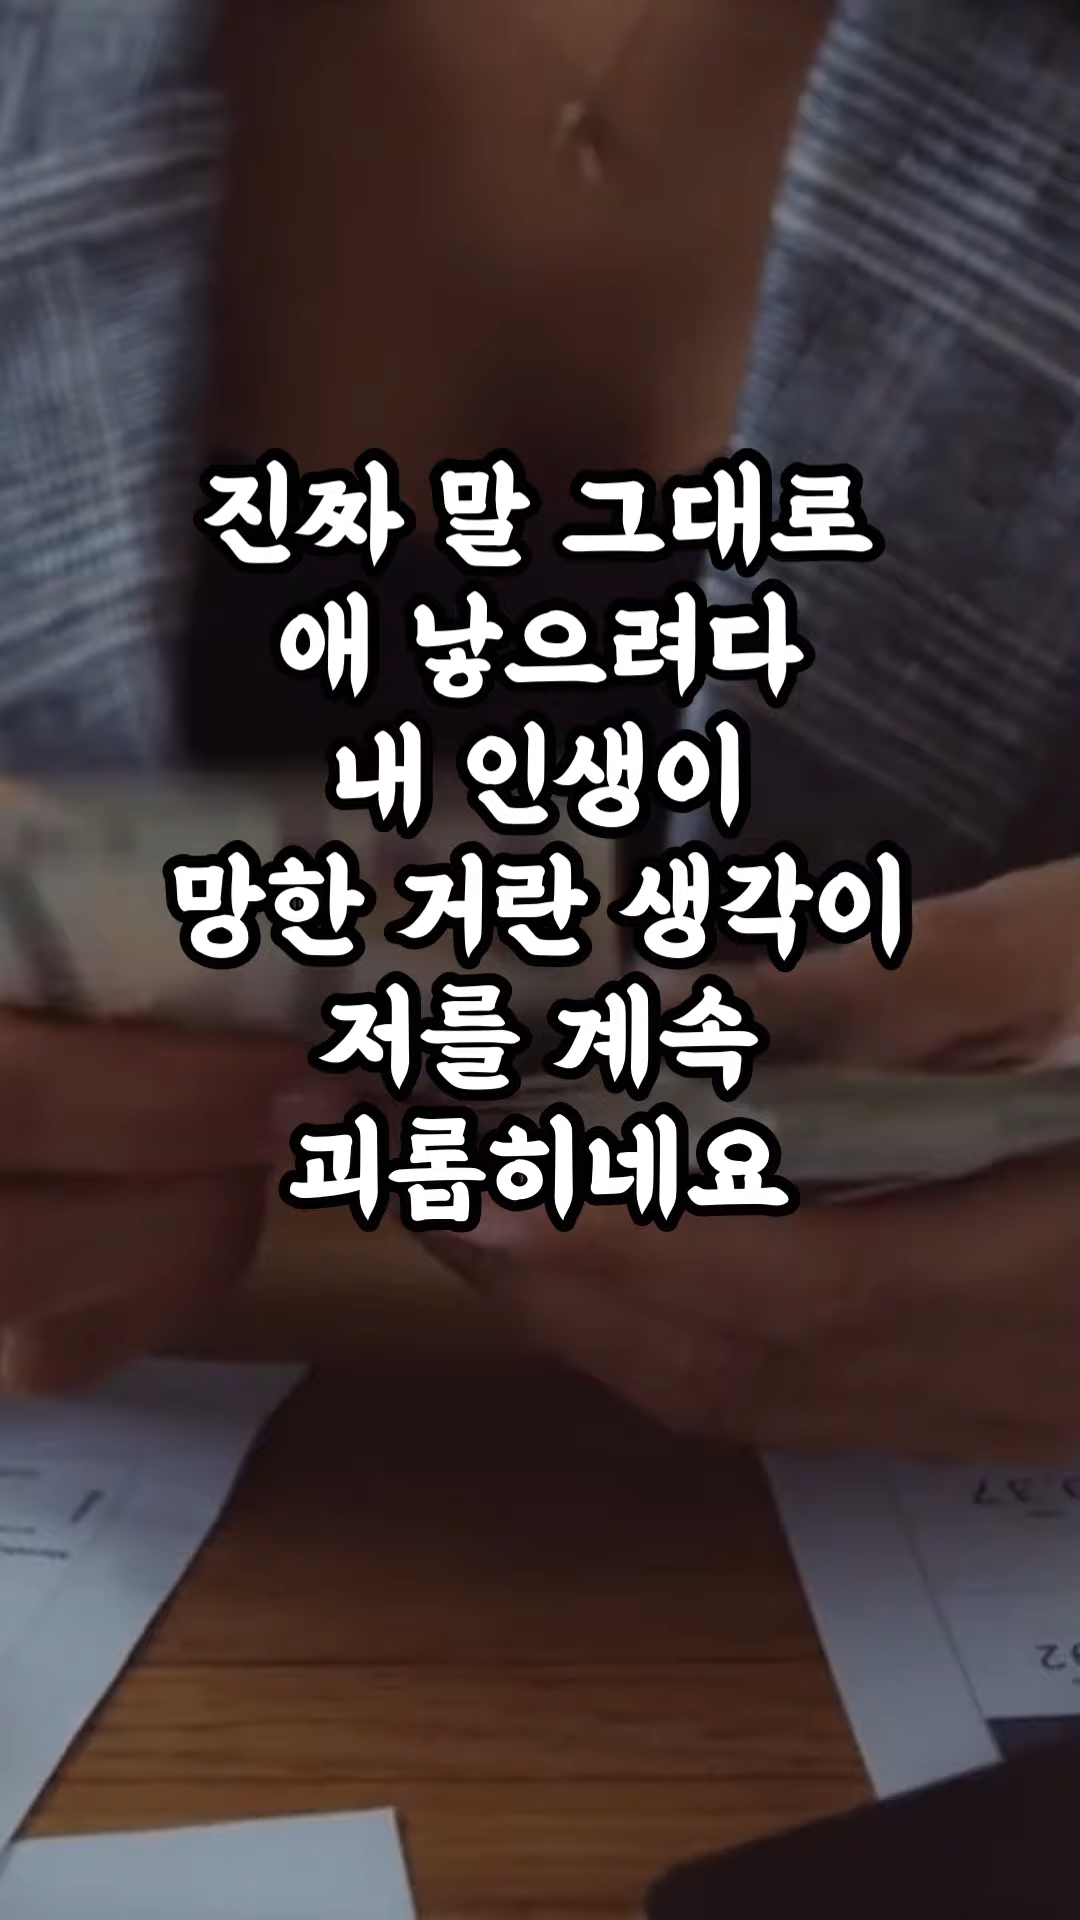 진짜 말 그대로
애 낳으려다
내 인생이
망한 거란 생각이
저를 계속
괴롭히네요